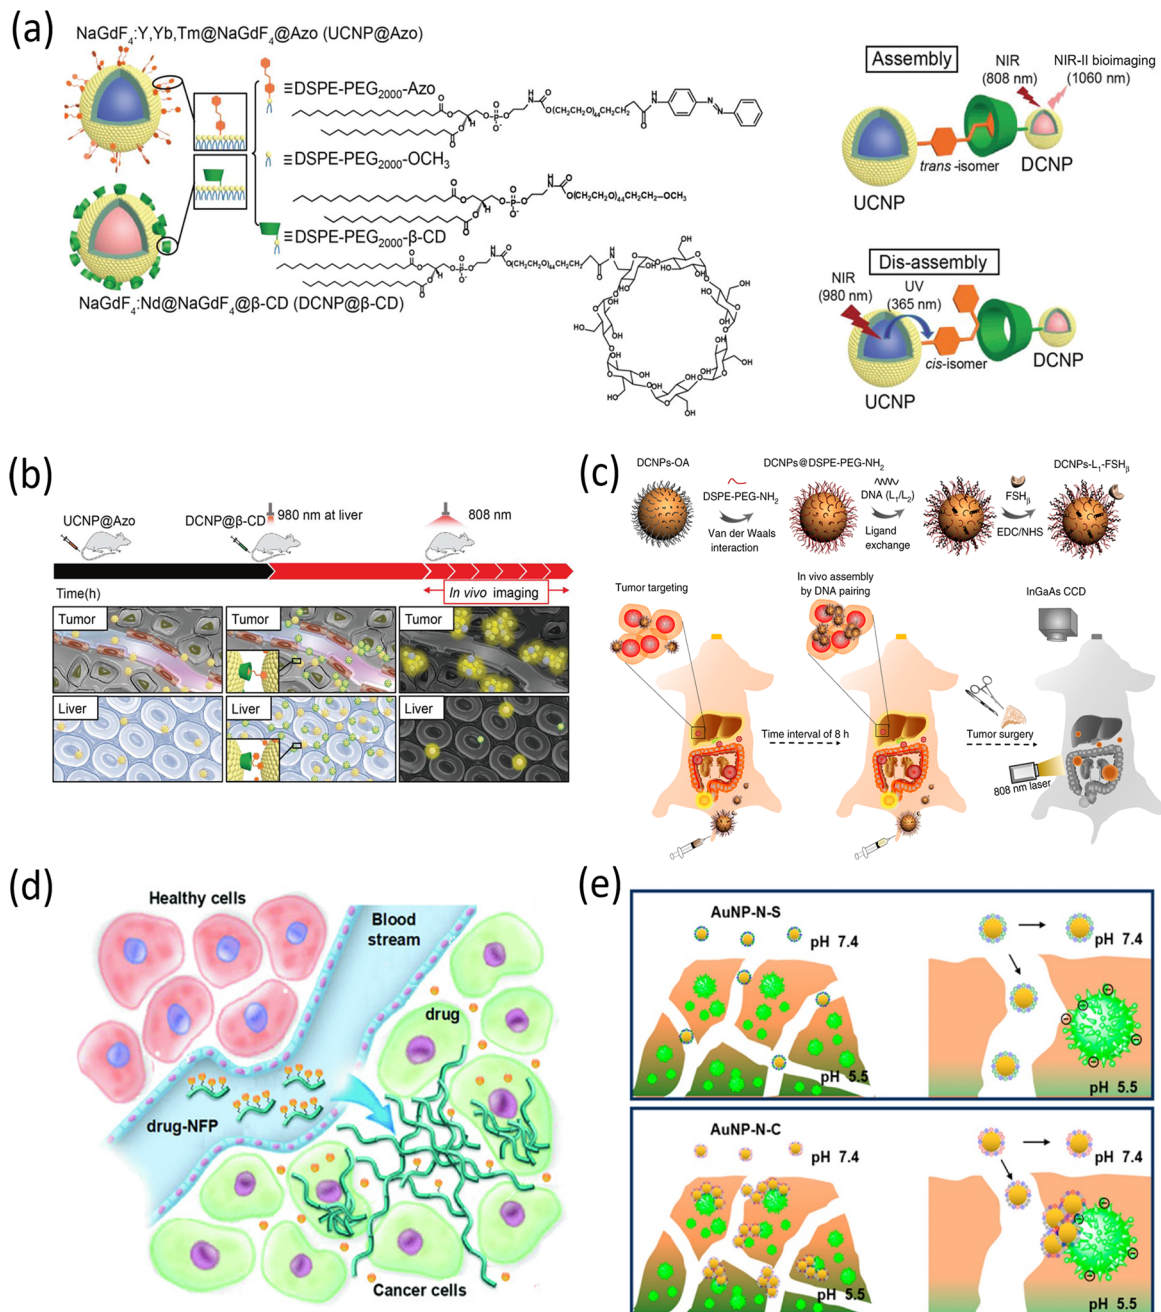 (a)
NaGdF₄:Y,Yb,Tm@NaGdF₄@Azo (UCNP@Azo)
≡DSPE-PEG₂₀₀₀-Azo
≡DSPE-PEG₂₀₀₀-OCH₃
≡DSPE-PEG₂₀₀₀-β-CD
NaGdF₄:Nd@NaGdF₄@β-CD (DCNP@β-CD)
Assembly
NIR
(808 nm)
NIR-II bioimaging
(1060 nm)
trans-isomer
DCNP
UCNP
Dis-assembly
NIR
(980 nm)
UV
(365 nm)
cis-isomer
DCNP
UCNP
(b)
UCNP@Azo
DCNP@β-CD
980 nm at liver
808 nm
In vivo imaging
Time(h)
Tumor
Tumor
Tumor
Liver
Liver
Liver
(c)
DCNPs-OA
DCNPs@DSPE-PEG-NH₂
DCNPs-L₁-FSHβ
DSPE-PEG-NH₂
Van der Waals
interaction
DNA (L₁/L₂)
Ligand
exchange
FSHβ
EDC/NHS
Tumor targeting
In vivo assembly
by DNA pairing
InGaAs CCD
Time interval of 8 h
Tumor surgery
808 nm laser
(d)
Healthy cells
Blood
stream
drug
drug-NFP
Cancer cells
(e)
AuNP-N-S
pH 7.4
pH 5.5
pH 7.4
pH 5.5
AuNP-N-C
pH 7.4
pH 5.5
pH 7.4
pH 5.5